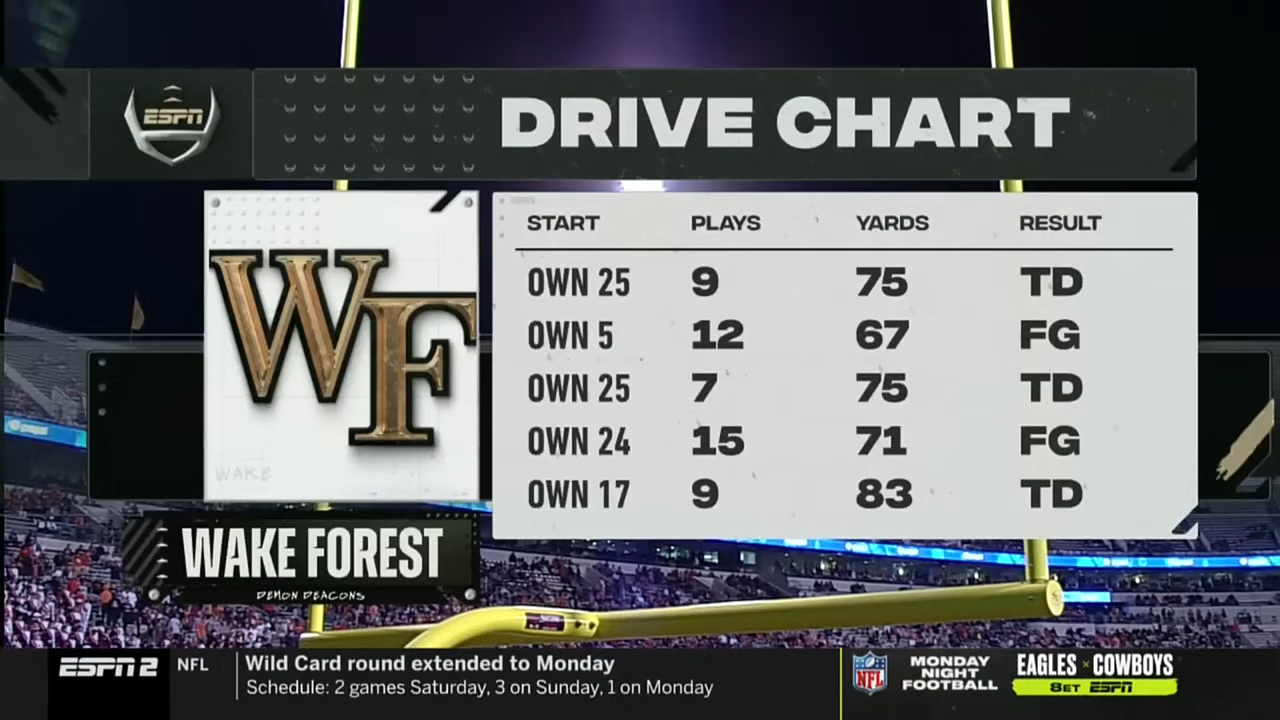 ESPN
DRIVE CHART
START PLAYS YARDS RESULT
OWN 25 9 75 TD
OWN 5 12 67 FG
OWN 25 7 75 TD
OWN 24 15 71 FG
OWN 17 9 83 TD
WF
WAKE
WAKE FOREST
DEMON DEACONS
ESPN 2
NFL
Wild Card round extended to Monday
Schedule: 2 games Saturday, 3 on Sunday, 1 on Monday
NFL
MONDAY
NIGHT
FOOTBALL
EAGLES × COWBOYS
8ET ESPN